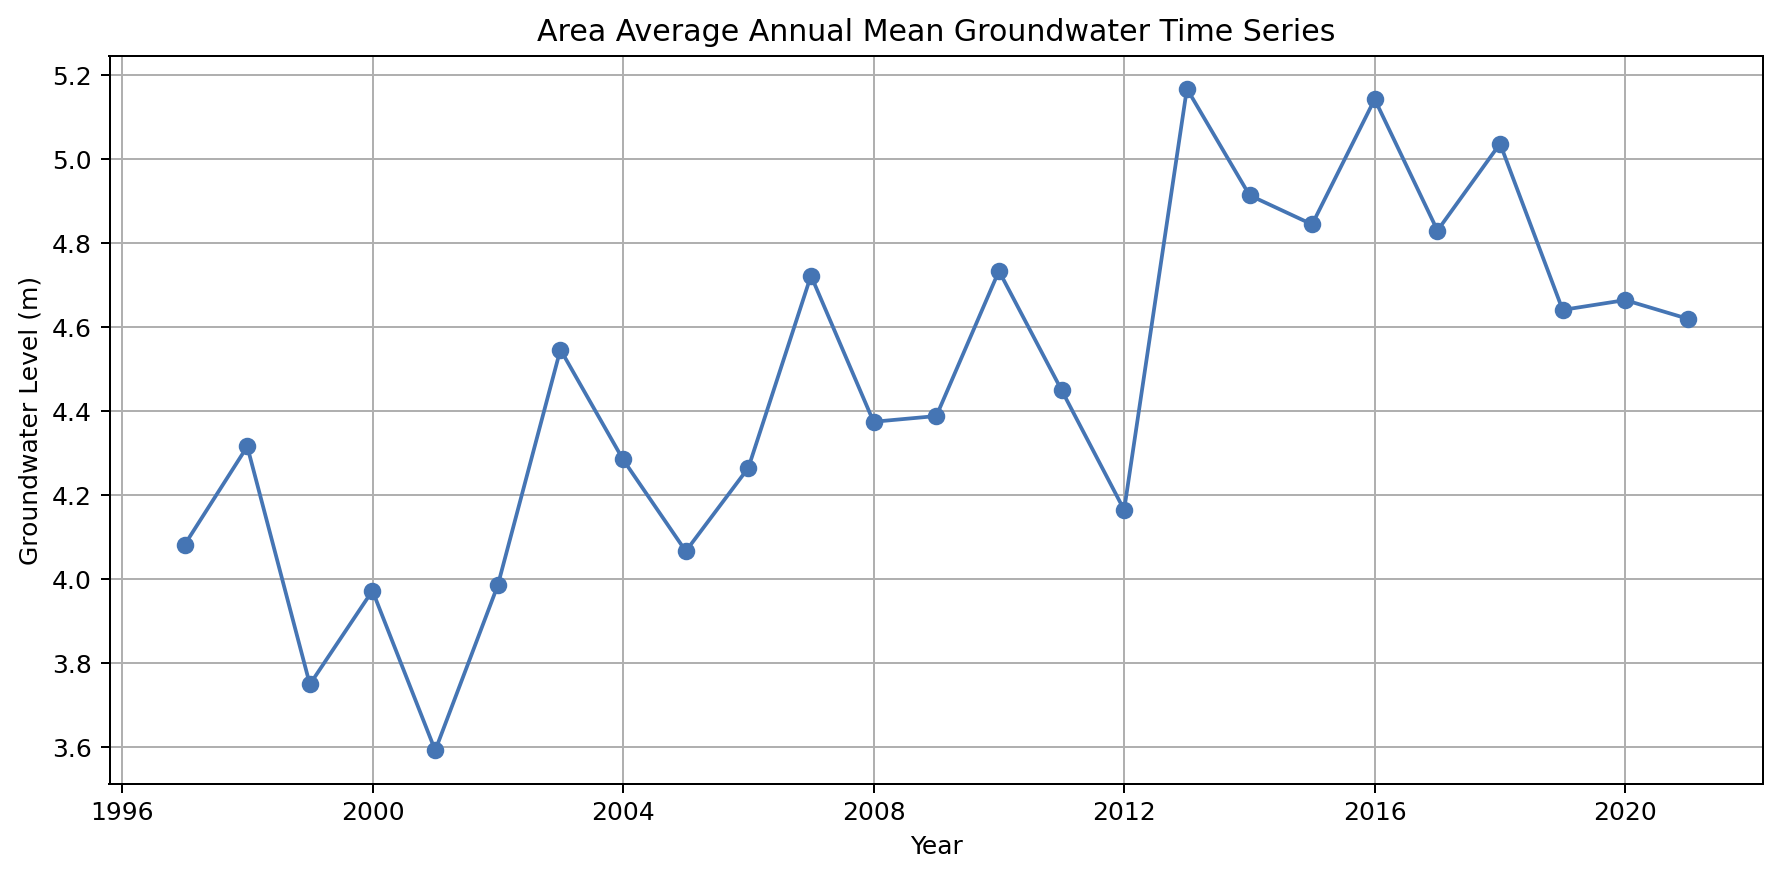 Area Average Annual Mean Groundwater Time Series
5.2
5.0
4.8
4.6
4.4
4.2
4.0
3.8
3.6
Groundwater Level (m)
1996 2000 2004 2008 2012 2016 2020
Year